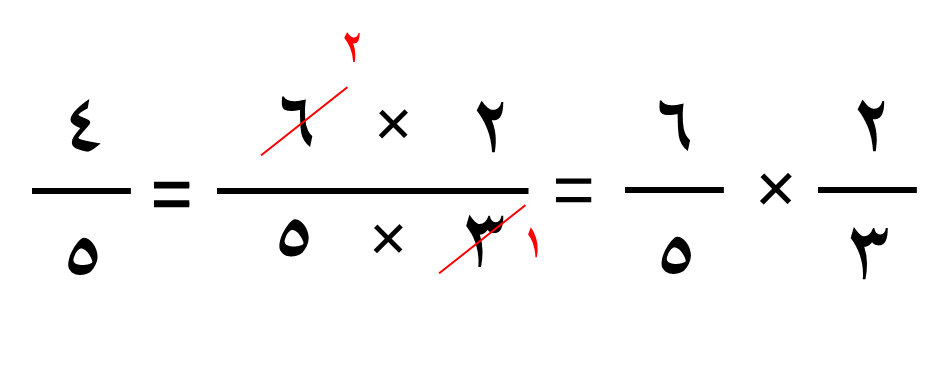 ٢
٢ × ٦ = ٢ × ٦ = ٤
٣ ٥ ٣ × ٥ ٥
١